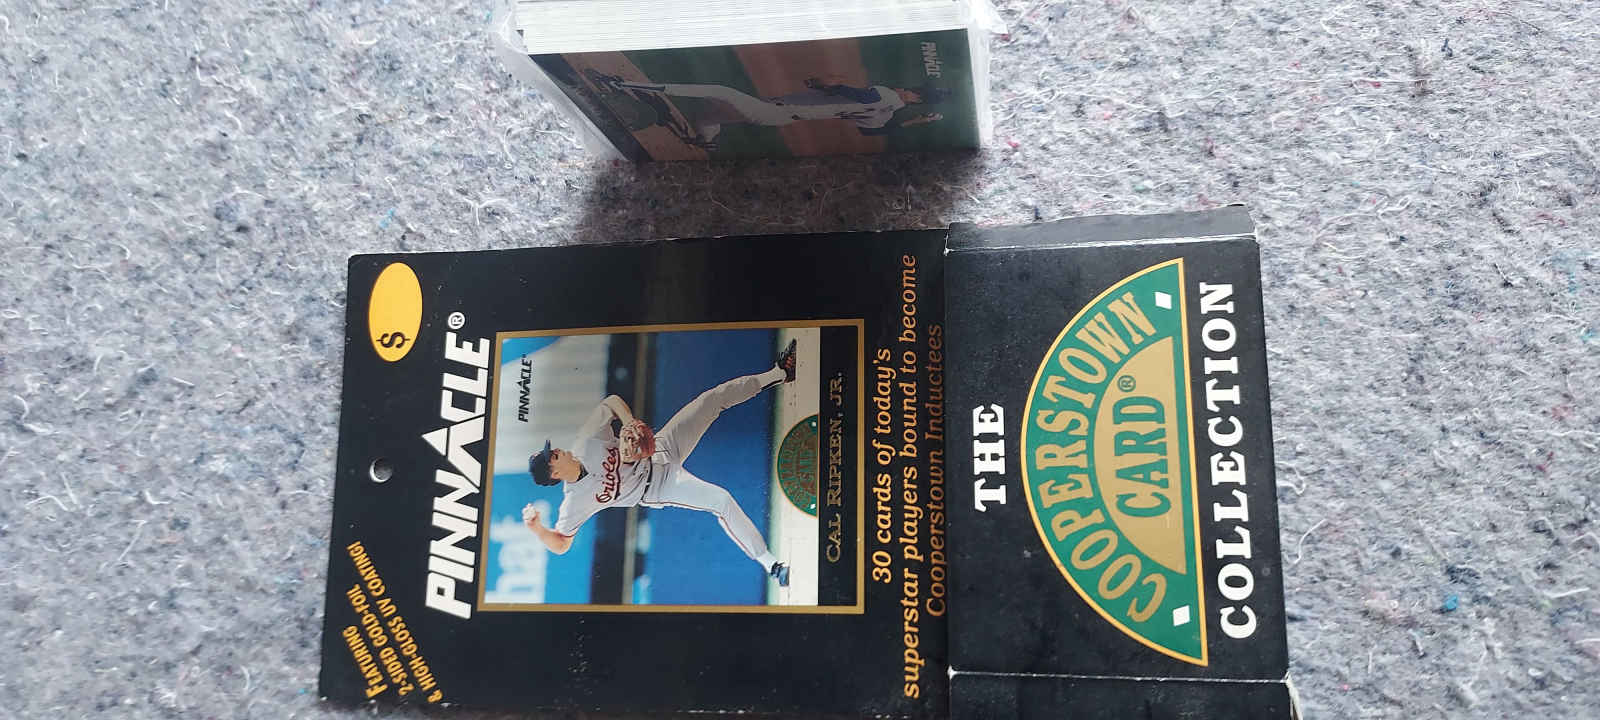 FEATURING
2-SIDED GOLD-FOIL
& HIGH-GLOSS UV COATING!
$
PINNACLE®
PINNACLE
CAL RIPKEN, JR.
30 cards of today's
superstar players bound to become
Cooperstown Inductees
THE
COOPERSTOWN
CARD®
COLLECTION
Orioles
PINNACLE